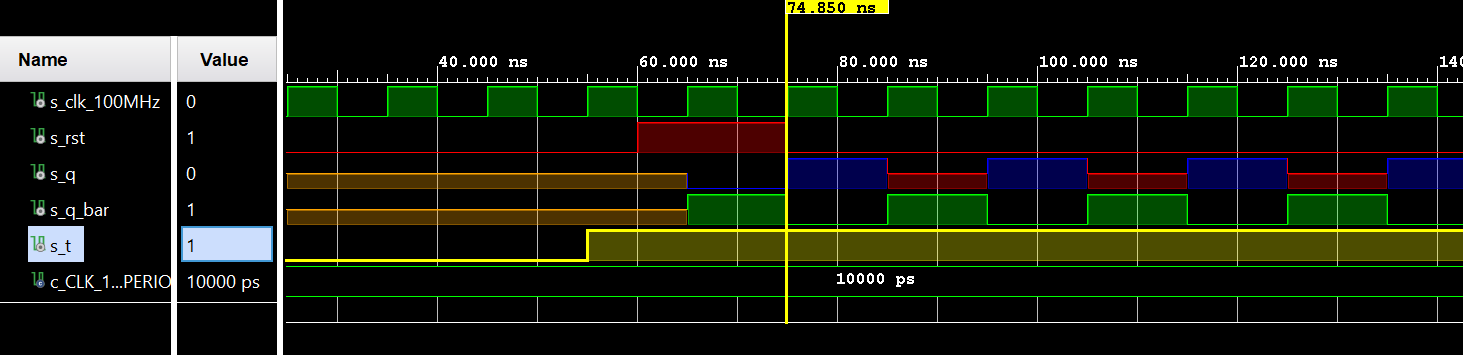 74.850 ns
Name Value
40.000 ns 60.000 ns 80.000 ns 100.000 ns 120.000 ns 140
s_clk_100MHz 0
s_rst 1
s_q 0
s_q_bar 1
s_t 1
c_CLK_1...PERIO 10000 ps 10000 ps